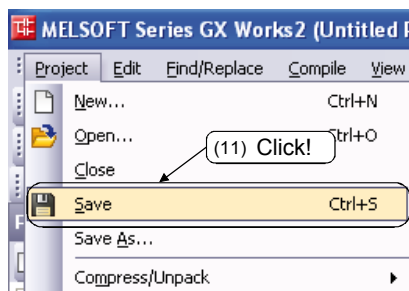 MELSOFT Series GX Works2 (Untitled P
Project Edit Find/Replace Compile View
New... Ctrl+N
Open... Ctrl+O
(11) Click!
Close
Save Ctrl+S
Save As...
Compress/Unpack